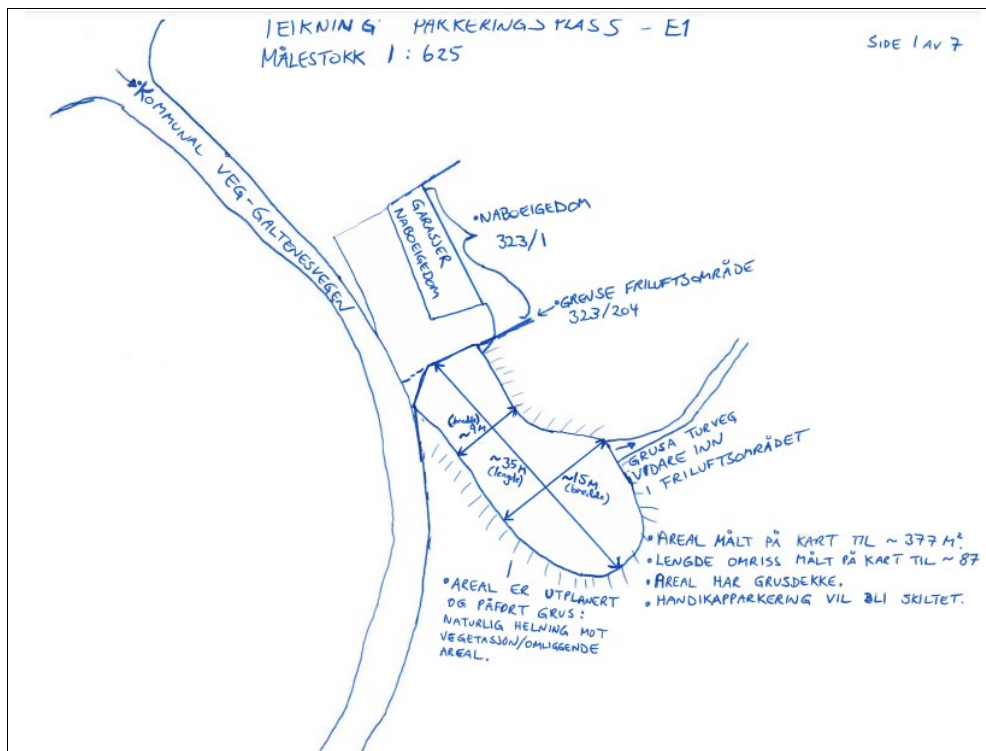 TEIKNING PARKERINGSPLASS - E1
MÅLESTOKK 1:625
SIDE 1 AV 7
KOMMUNAL VEG-GALTENESVEGEN
GARASJER
NABOEIGEDOM
•NABOEIGEDOM
323/1
•GRENSE FRILUFTSOMRÅDE
323/204
(bredde)
~9M
~35M
(lengde)
~15M
(bredde)
GRUSA TURVEG
VIDARE INN
I FRILUFTSOMRÅDET
•AREAL MÅLT PÅ KART TIL ~377 M².
•LENGDE OMRISS MÅLT PÅ KART TIL ~87
•AREAL HAR GRUSDEKKE.
•HANDIKAPPARKERING VIL BLI SKILTET.
•AREAL ER UTPLANERT
OG PÅFØRT GRUS:
NATURLIG HELNING MOT
VEGETASJON/OMLIGGENDE
AREAL.